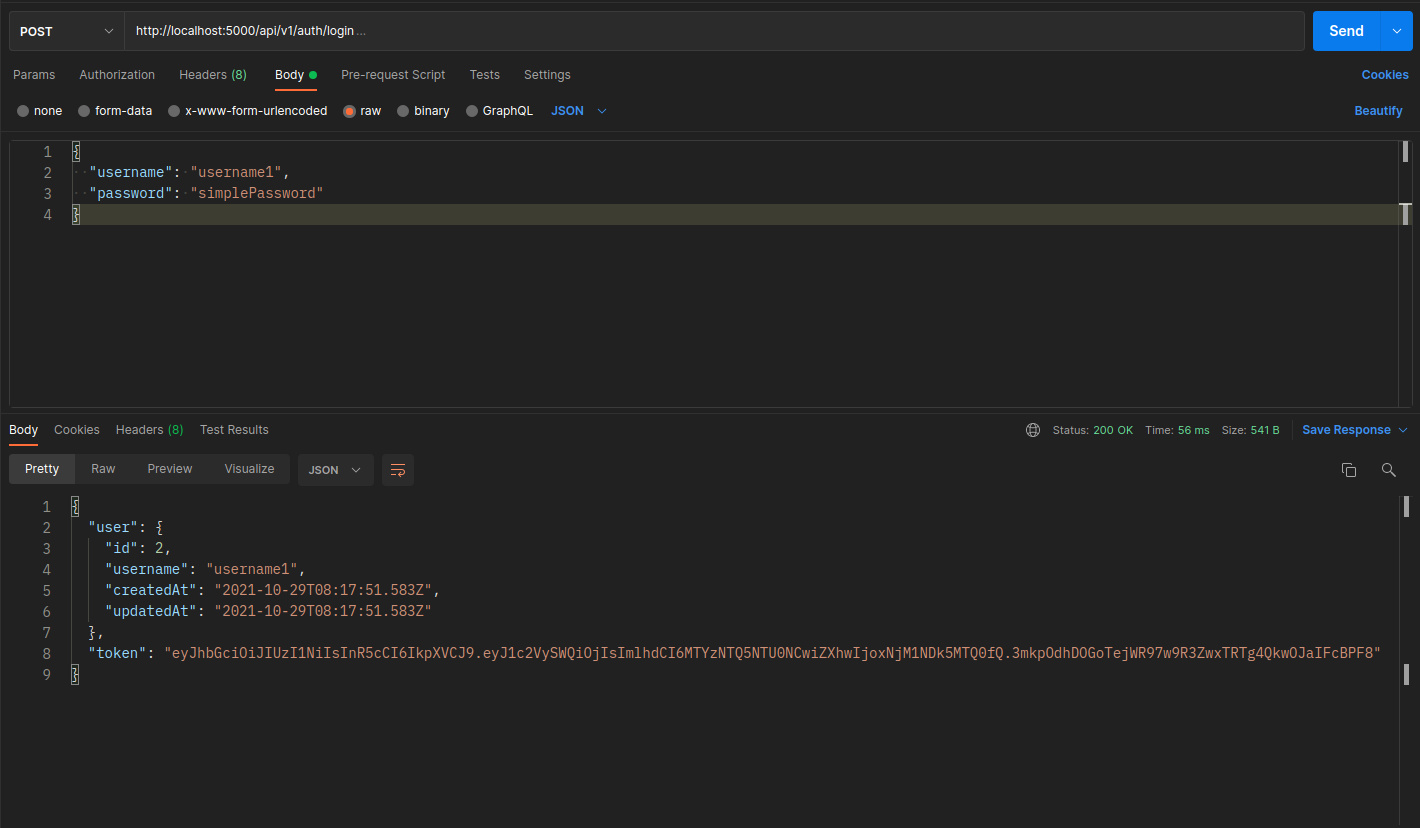 POST http://localhost:5000/api/v1/auth/login... Send
Params Authorization Headers (8) Body Pre-request Script Tests Settings Cookies
none form-data x-www-form-urlencoded raw binary GraphQL JSON Beautify
1 {
2 "username": "username1",
3 "password": "simplePassword"
4 }
Body Cookies Headers (8) Test Results Status: 200 OK Time: 56 ms Size: 541 B Save Response
Pretty Raw Preview Visualize JSON
1 {
2 "user": {
3 "id": 2,
4 "username": "username1",
5 "createdAt": "2021-10-29T08:17:51.583Z",
6 "updatedAt": "2021-10-29T08:17:51.583Z"
7 },
8 "token": "eyJhbGciOiJIUzI1NiIsInR5cCI6IkpXVCJ9.eyJ1c2VySWQiOjIsImlhdCI6MTYzNTQ5NTU0NCwiZXhwIjoxNjM1NDk5MTQ0fQ.3mkpOdhDOGoTejWR97w9R3ZwxTRTg4QkwOJaIFcBPF8"
9 }